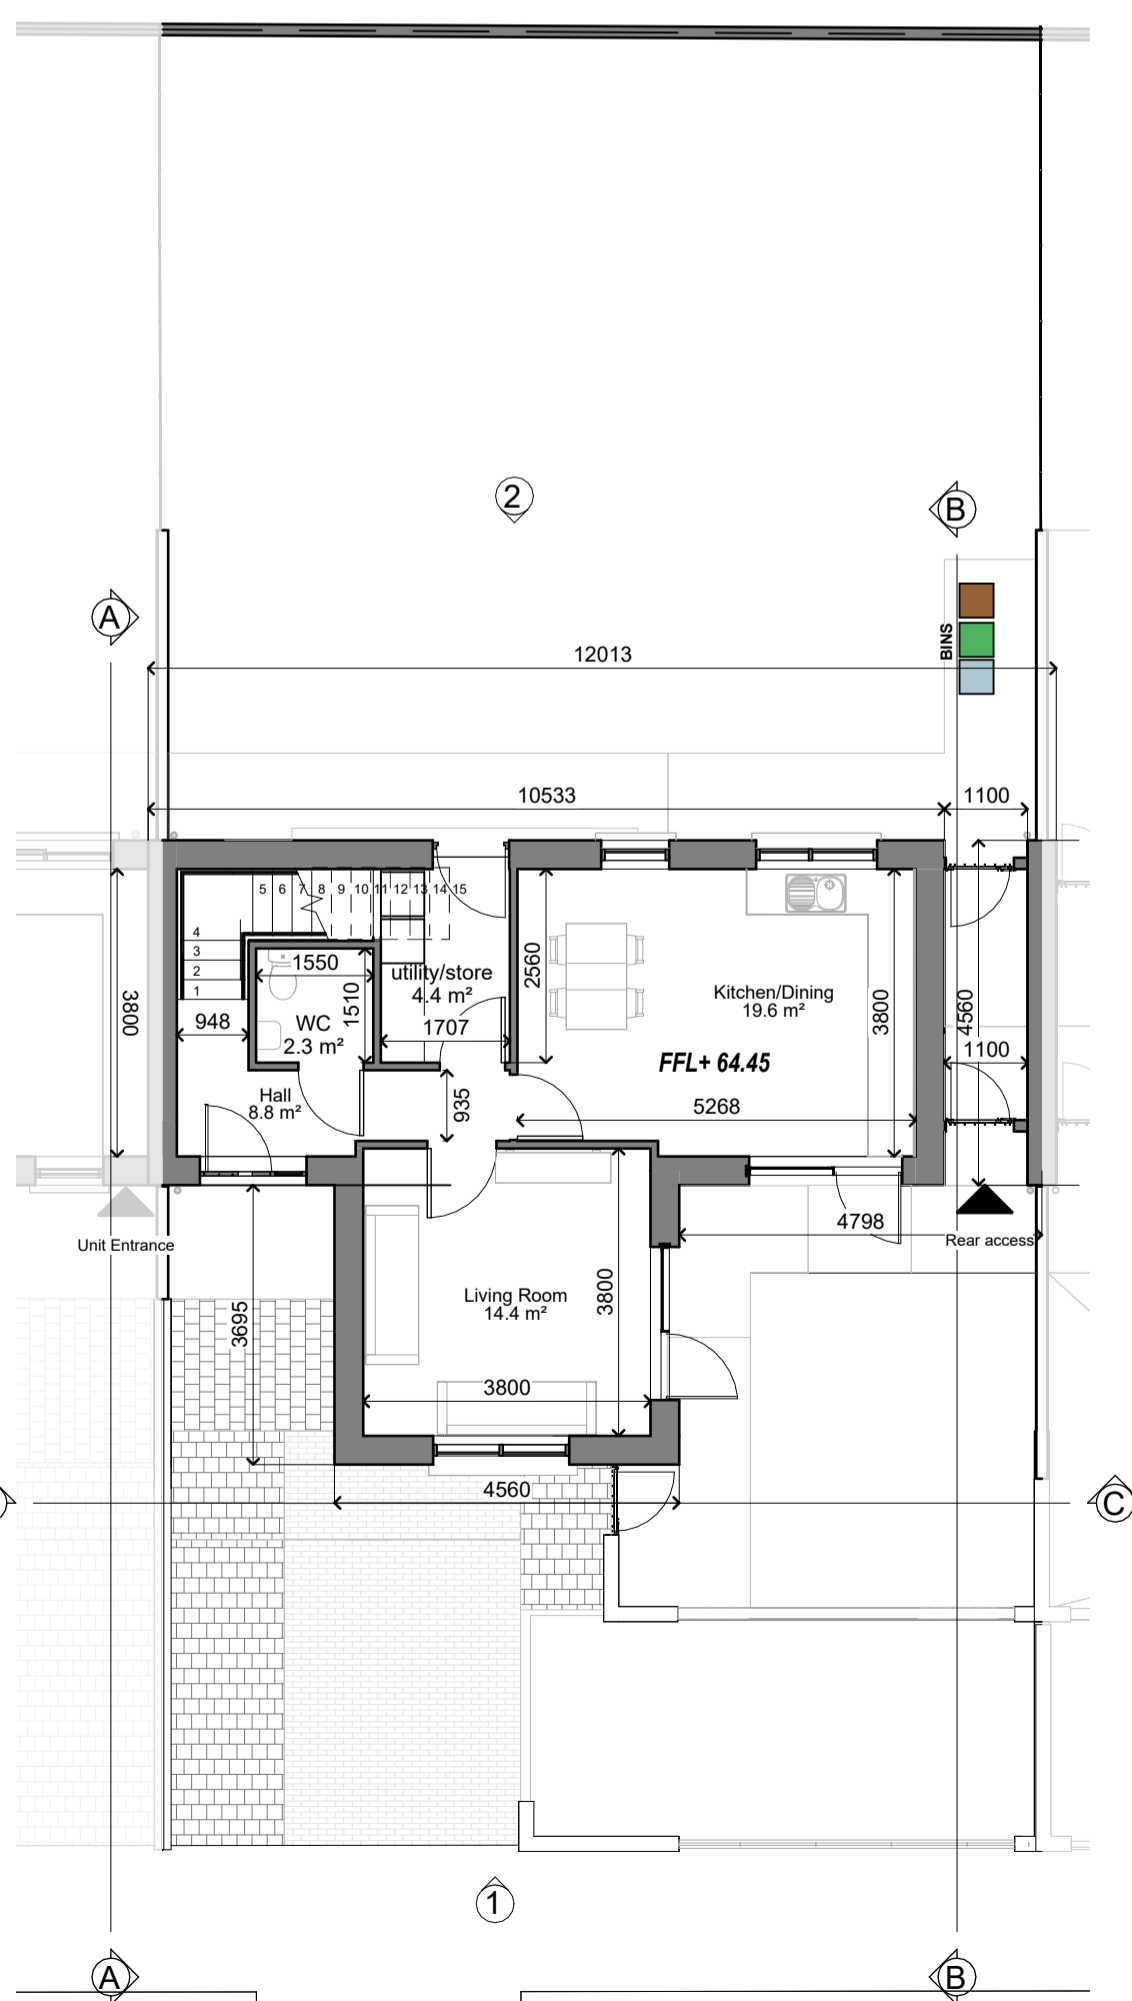 2
B
A
BINS
12013
10533
1100
5 6 7 8 9 10 11 12 13 14 15
4
3
2
1
1550
utility/store
4.4 m²
2560
Kitchen/Dining
19.6 m²
3800
1510
3800
4560
948
WC
2.3 m²
1707
1100
FFL+ 64.45
Hall
8.8 m²
935
5268
4798
Unit Entrance
Rear access
Living Room
14.4 m²
3800
3695
3800
4560
C
1
A
B